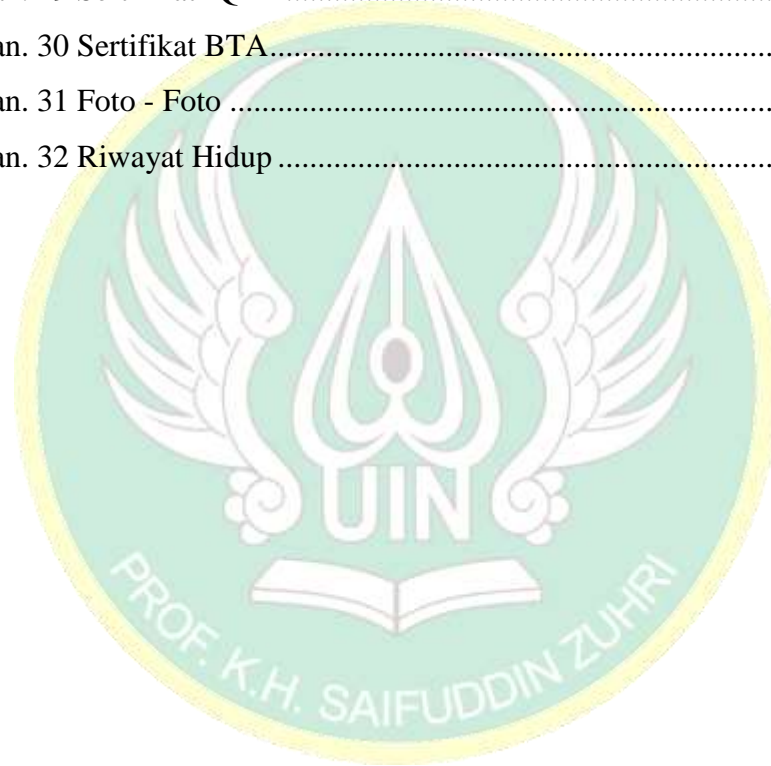 an. 30 Sertifikat BTA..................................................................................
an. 31 Foto - Foto .......................................................................................
an. 32 Riwayat Hidup ...............................................................................
UIN
PROF. K.H. SAIFUDDIN ZUHRI